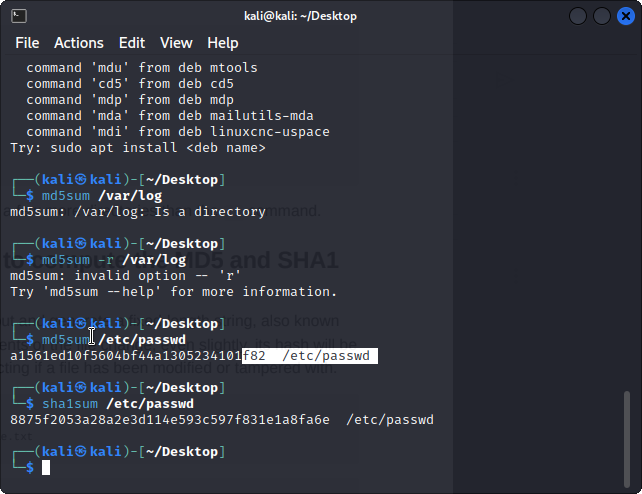 kali@kali: ~/Desktop
File Actions Edit View Help
command 'mdu' from deb mtools
command 'cd5' from deb cd5
command 'mdp' from deb mdp
command 'mda' from deb mailutils-mda
command 'mdi' from deb linuxcnc-uspace
Try: sudo apt install <deb name>
┌──(kali㉿kali)-[~/Desktop]
└─$ md5sum /var/log
md5sum: /var/log: Is a directory
┌──(kali㉿kali)-[~/Desktop]
└─$ md5sum -r /var/log
md5sum: invalid option -- 'r'
Try 'md5sum --help' for more information.
┌──(kali㉿kali)-[~/Desktop]
└─$ md5sum /etc/passwd
a1561ed10f5604bf44a1305234101f82  /etc/passwd
┌──(kali㉿kali)-[~/Desktop]
└─$ sha1sum /etc/passwd
8875f2053a28a2e3d114e593c597f831e1a8fa6e  /etc/passwd
┌──(kali㉿kali)-[~/Desktop]
└─$